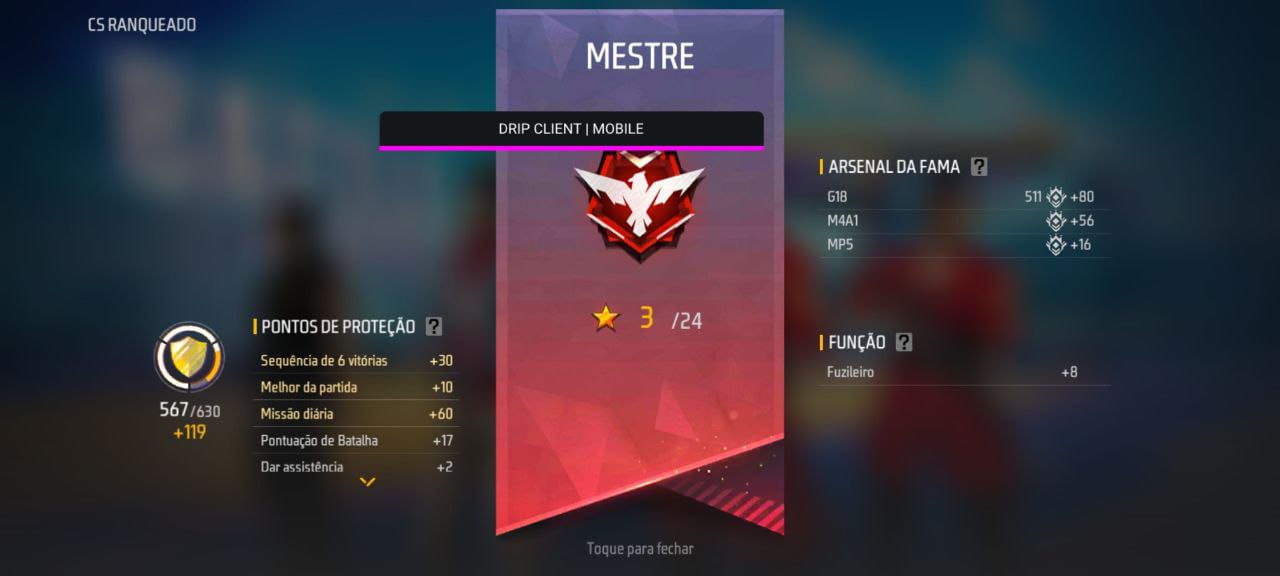 CS RANQUEADO
MESTRE
DRIP CLIENT | MOBILE
3 /24
PONTOS DE PROTEÇÃO ?
Sequência de 6 vitórias +30
Melhor da partida +10
Missão diária +60
Pontuação de Batalha +17
Dar assistência +2
567/630
+119
ARSENAL DA FAMA ?
G18 511 +80
M4A1 +56
MP5 +16
FUNÇÃO ?
Fuzileiro +8
Toque para fechar